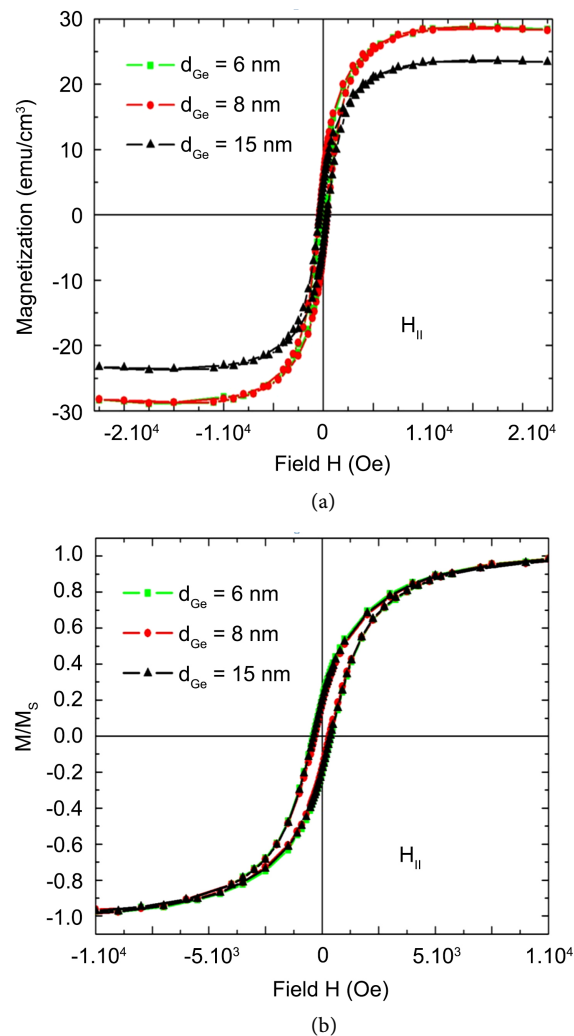 30
20
10
0
-10
-20
-30
Magnetization (emu/cm³)
d_Ge = 6 nm
d_Ge = 8 nm
d_Ge = 15 nm
H_II
-2.10⁴ -1.10⁴ 0 1.10⁴ 2.10⁴
Field H (Oe)
(a)
1.0
0.8
0.6
0.4
0.2
0.0
-0.2
-0.4
-0.6
-0.8
-1.0
M/M_S
d_Ge = 6 nm
d_Ge = 8 nm
d_Ge = 15 nm
H_II
-1.10⁴ -5.10³ 0 5.10³ 1.10⁴
Field H (Oe)
(b)